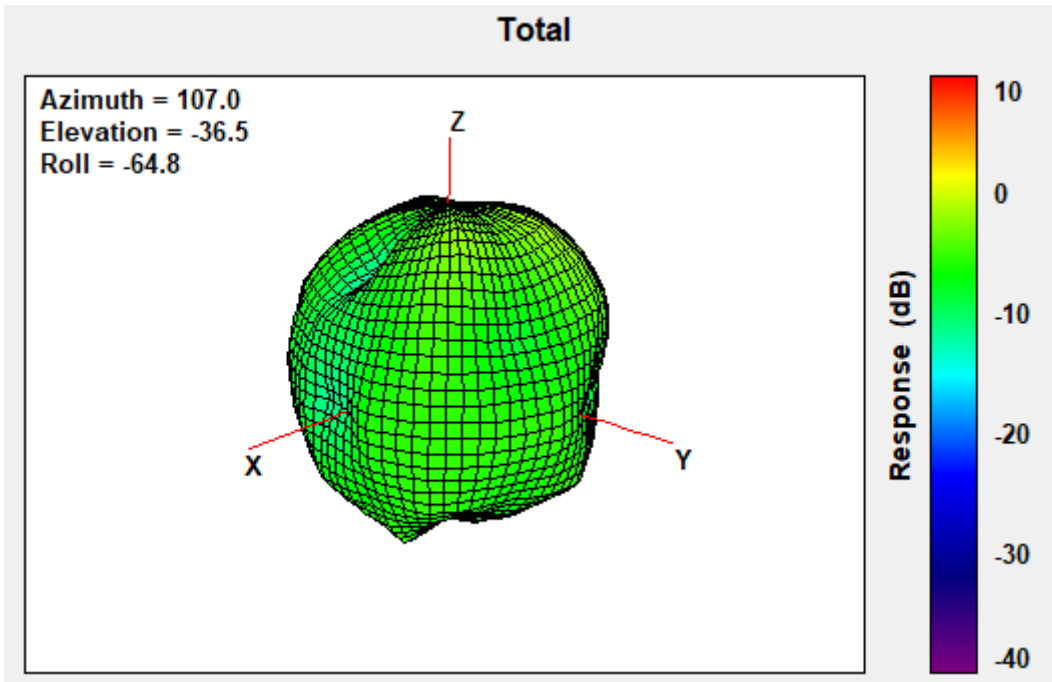 Total
Azimuth = 107.0
Elevation = -36.5
Roll = -64.8
Z
X
Y
10
0
-10
-20
-30
-40
Response (dB)